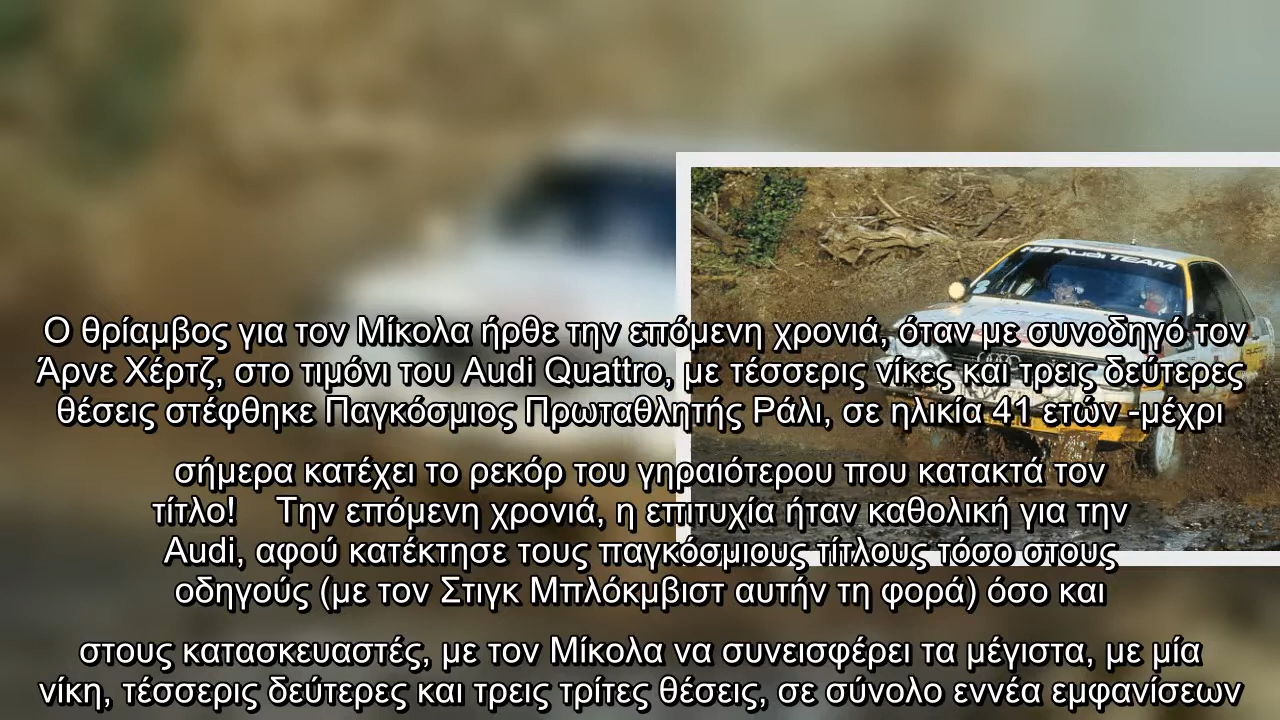 Ο θρίαμβος για τον Μίκολα ήρθε την επόμενη χρονιά, όταν με συνοδηγό τον
Άρνε Χέρτζ, στο τιμόνι του Audi Quattro, με τέσσερις νίκες και τρεις δεύτερες
θέσεις στέφθηκε Παγκόσμιος Πρωταθλητής Ράλι, σε ηλικία 41 ετών -μέχρι
σήμερα κατέχει το ρεκόρ του γηραιότερου που κατακτά τον
τίτλο! Την επόμενη χρονιά, η επιτυχία ήταν καθολική για την
Audi, αφού κατέκτησε τους παγκόσμιους τίτλους τόσο στους
οδηγούς (με τον Στιγκ Μπλόκμβιστ αυτήν τη φορά) όσο και
στους κατασκευαστές, με τον Μίκολα να συνεισφέρει τα μέγιστα, με μία
νίκη, τέσσερις δεύτερες και τρεις τρίτες θέσεις, σε σύνολο εννέα εμφανίσεων
HB Audi TEAM